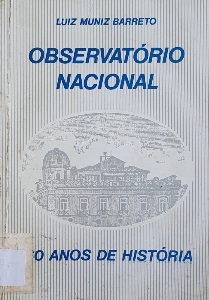 LUIZ MUNIZ BARRETO
OBSERVATÓRIO
NACIONAL
ANOS DE HISTÓRIA